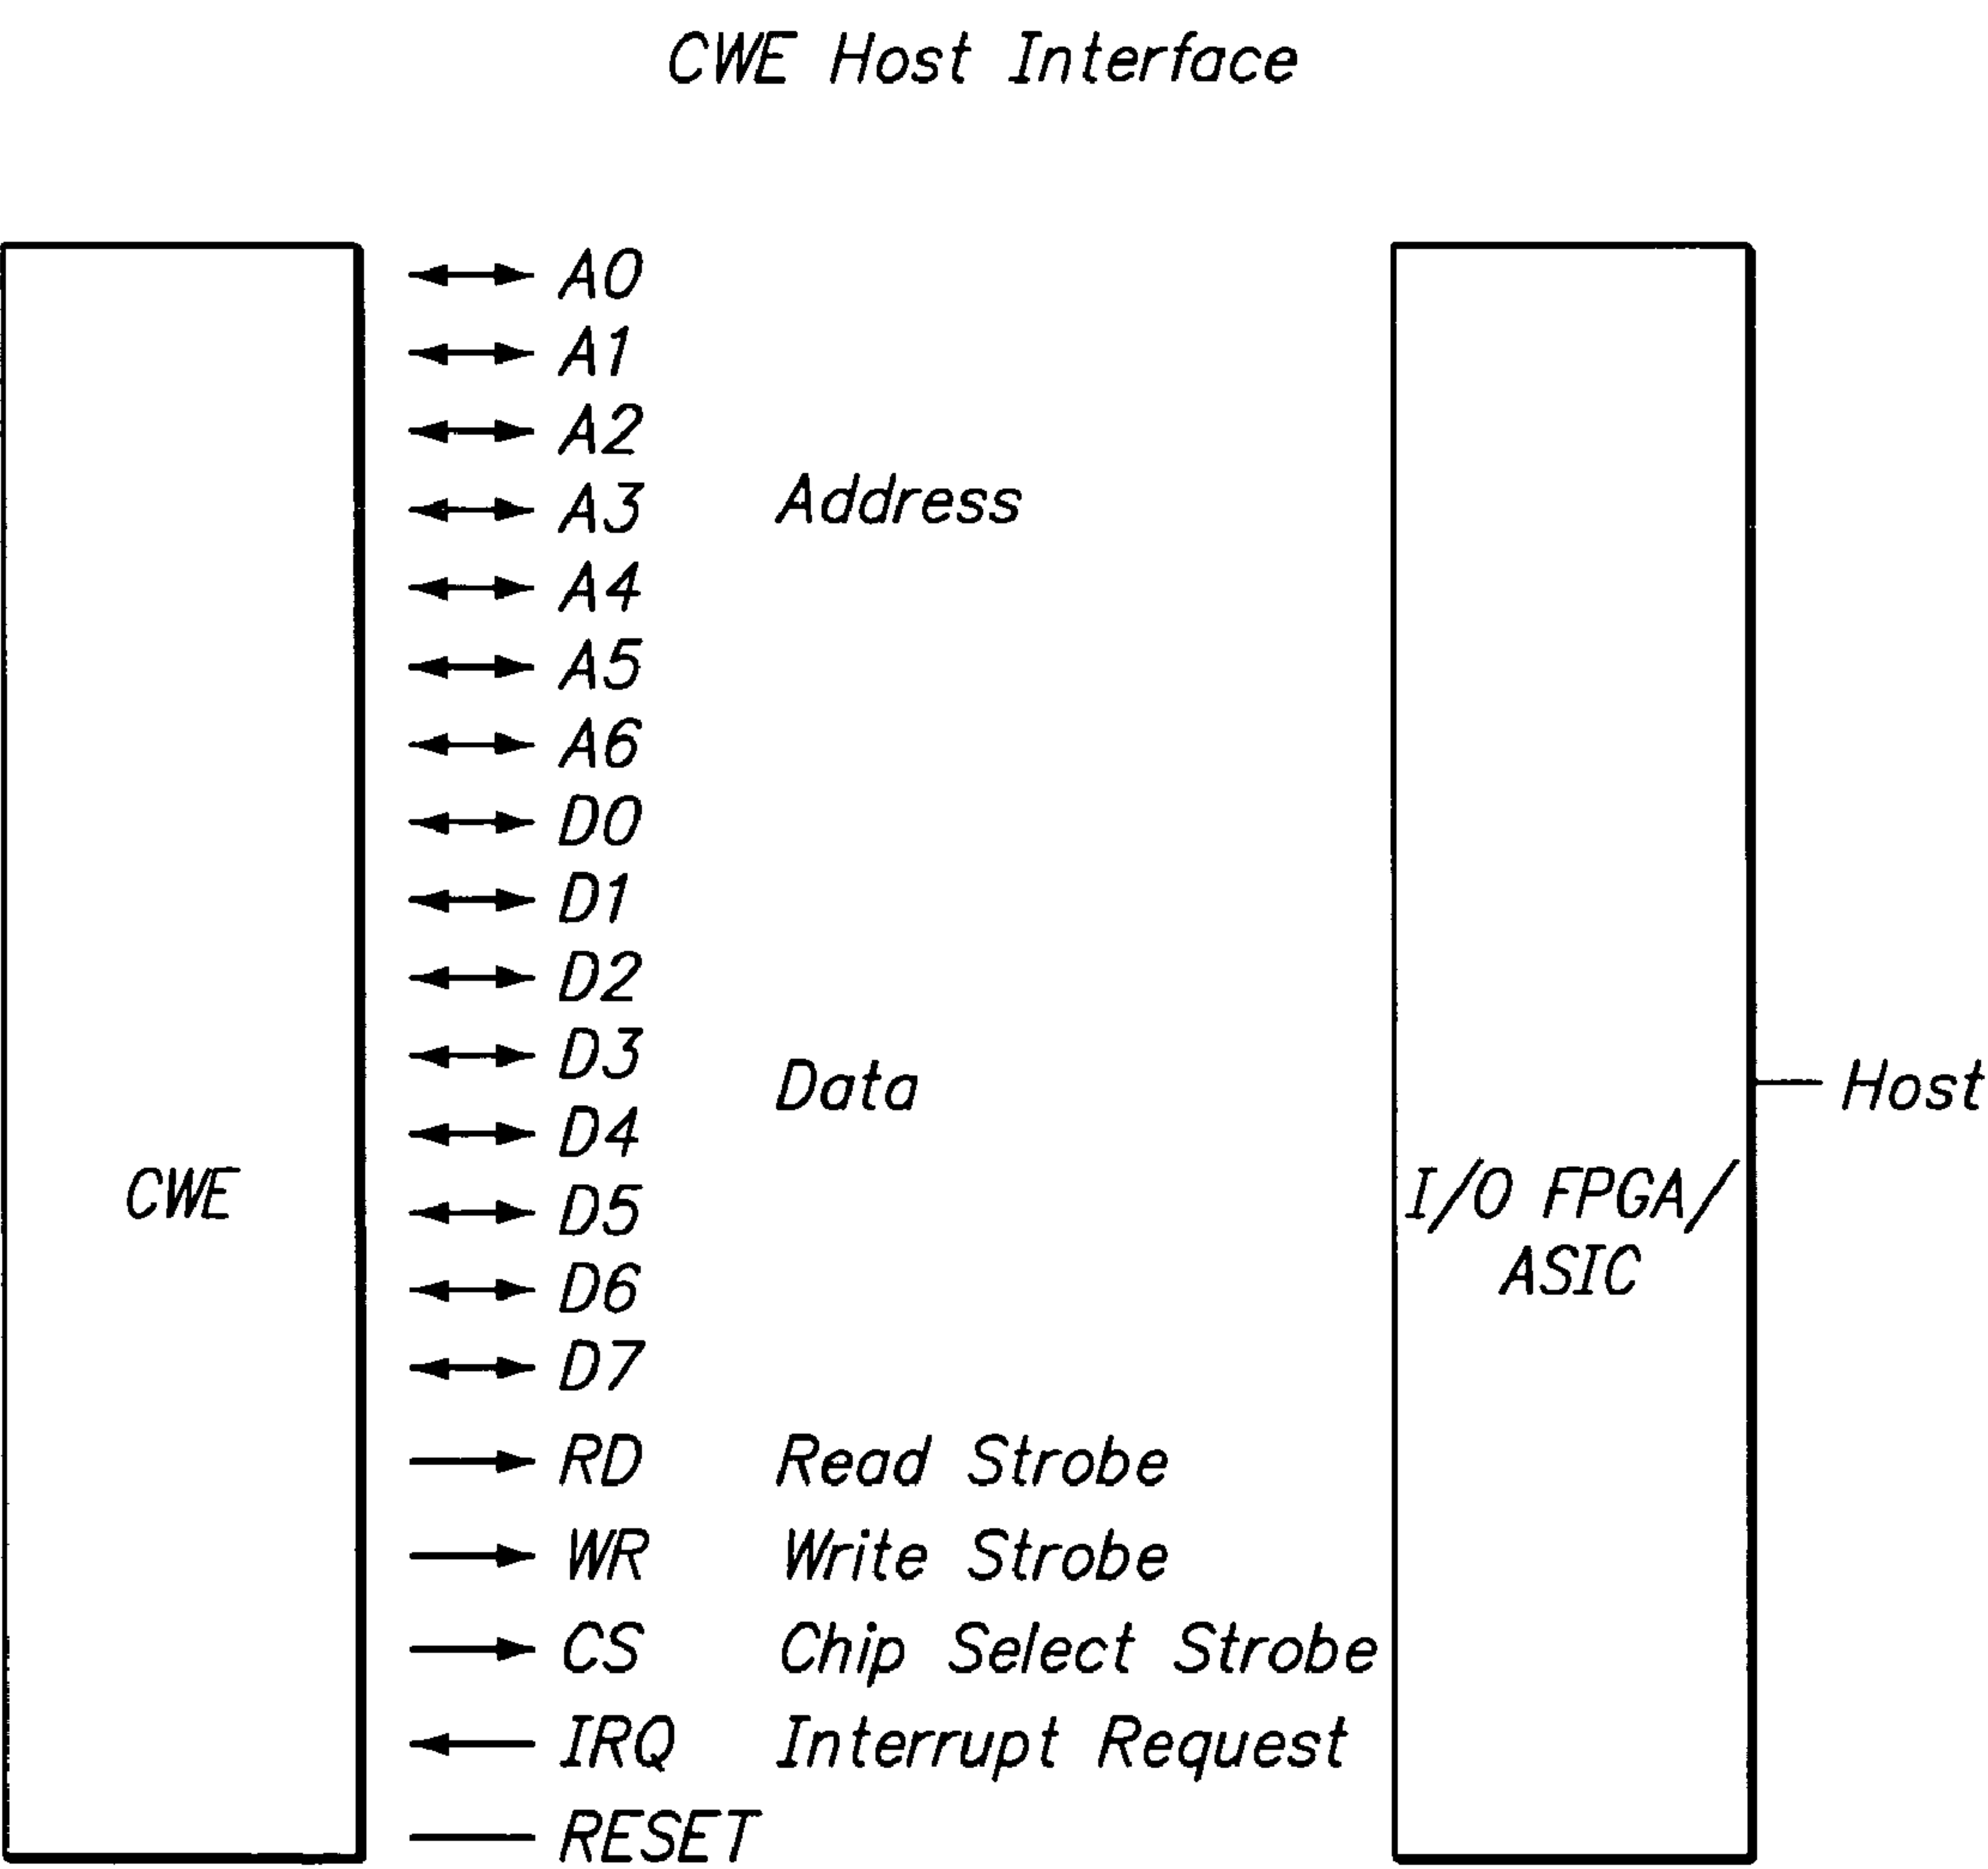 CWE Host Interface
A0
A1
A2
A3 Address
A4
A5
A6
D0
D1
D2
D3
Data
Host
D4
CWE
D5
I/O FPGA/
ASIC
D6
D7
RD Read Strobe
WR Write Strobe
CS Chip Select Strobe
IRQ Interrupt Request
RESET